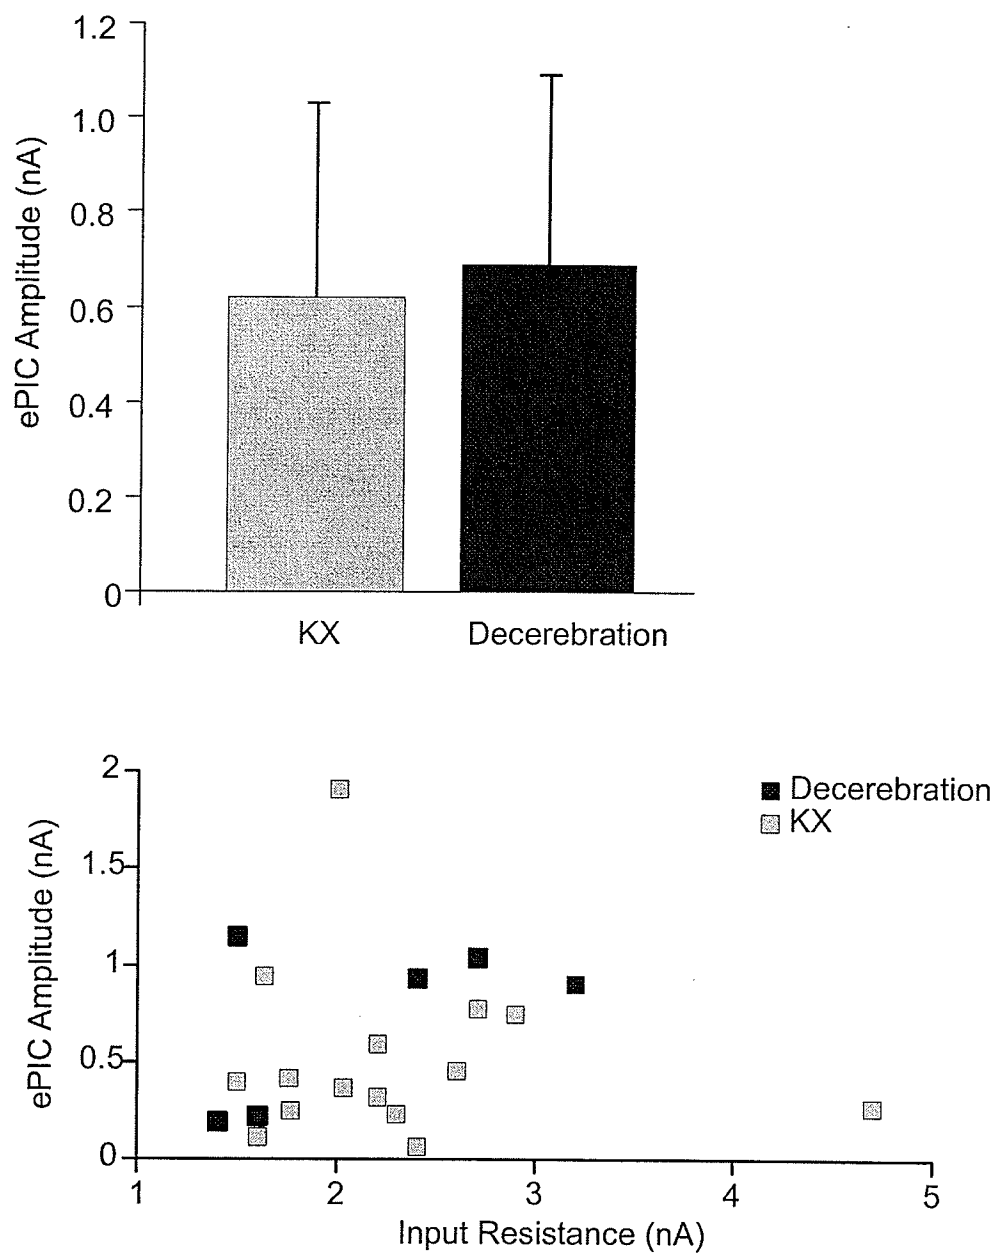 1.2
1.0
0.8
0.6
0.4
0.2
0
ePIC Amplitude (nA)
KX
Decerebration
2
1.5
1
0.5
0
ePIC Amplitude (nA)
Decerebration
KX
1 2 3 4 5
Input Resistance (nA)